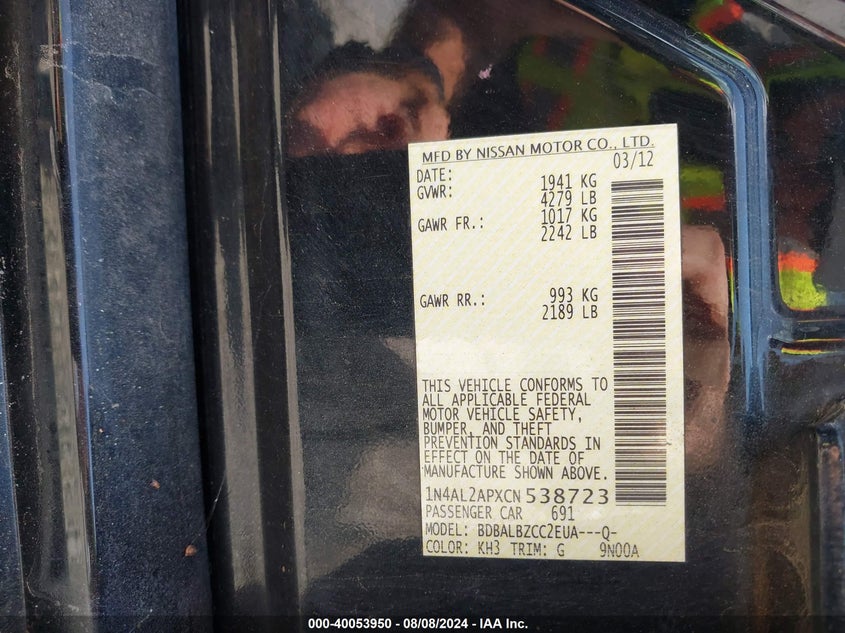 MFD BY NISSAN MOTOR CO., LTD.
DATE: 03/12
GVWR: 1941 KG
4279 LB
GAWR FR.: 1017 KG
2242 LB
GAWR RR.: 993 KG
2189 LB
THIS VEHICLE CONFORMS TO
ALL APPLICABLE FEDERAL
MOTOR VEHICLE SAFETY,
BUMPER, AND THEFT
PREVENTION STANDARDS IN
EFFECT ON THE DATE OF
MANUFACTURE SHOWN ABOVE.
1N4AL2APXCN538723
PASSENGER CAR 691
MODEL: BDBALBZCC2EUA---Q-
COLOR: KH3 TRIM: G 9N00A
000-40053950 - 08/08/2024 - IAA Inc.